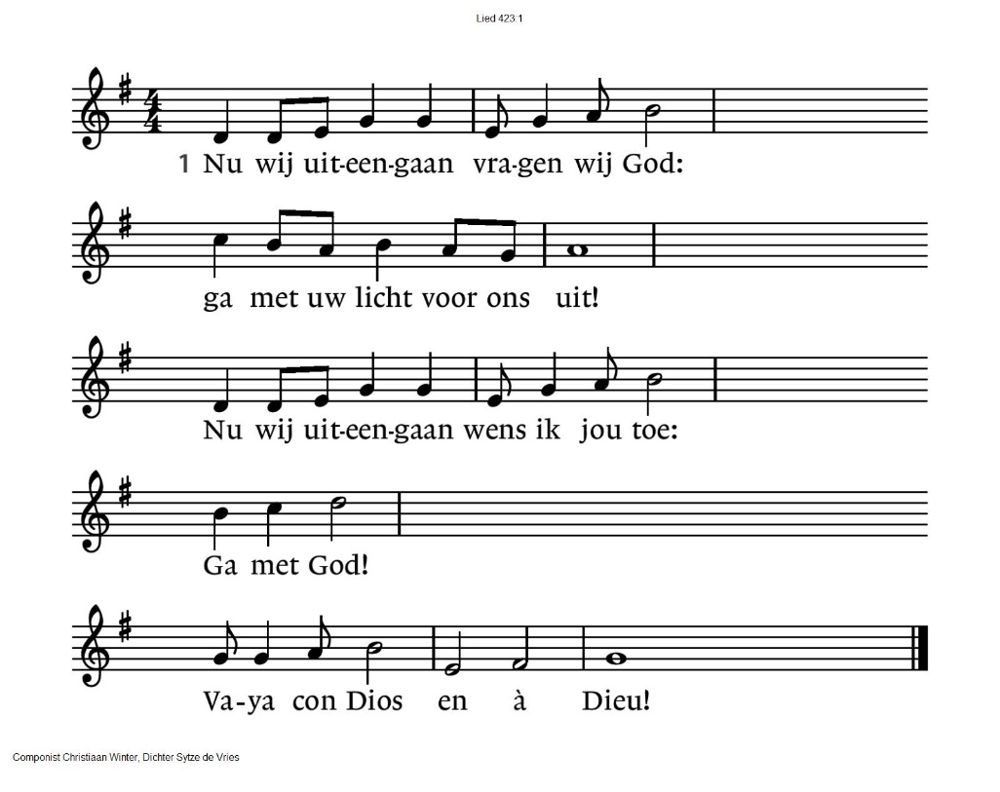 Lied 423:1
4
4
1 Nu wij uit-een-gaan vra-gen wij God:
ga met uw licht voor ons uit!
Nu wij uit-een-gaan wens ik jou toe:
Ga met God!
Va-ya con Dios en à Dieu!
Componist Christiaan Winter, Dichter Sytze de Vries